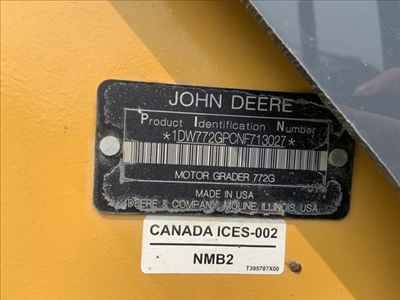 JOHN DEERE
Product Identification Number
*1DW772GPCNF713027*
MOTOR GRADER 772G
MADE IN USA
DEERE & COMPANY, MOLINE, ILLINOIS, USA
CANADA ICES-002
NMB2
T395787X00